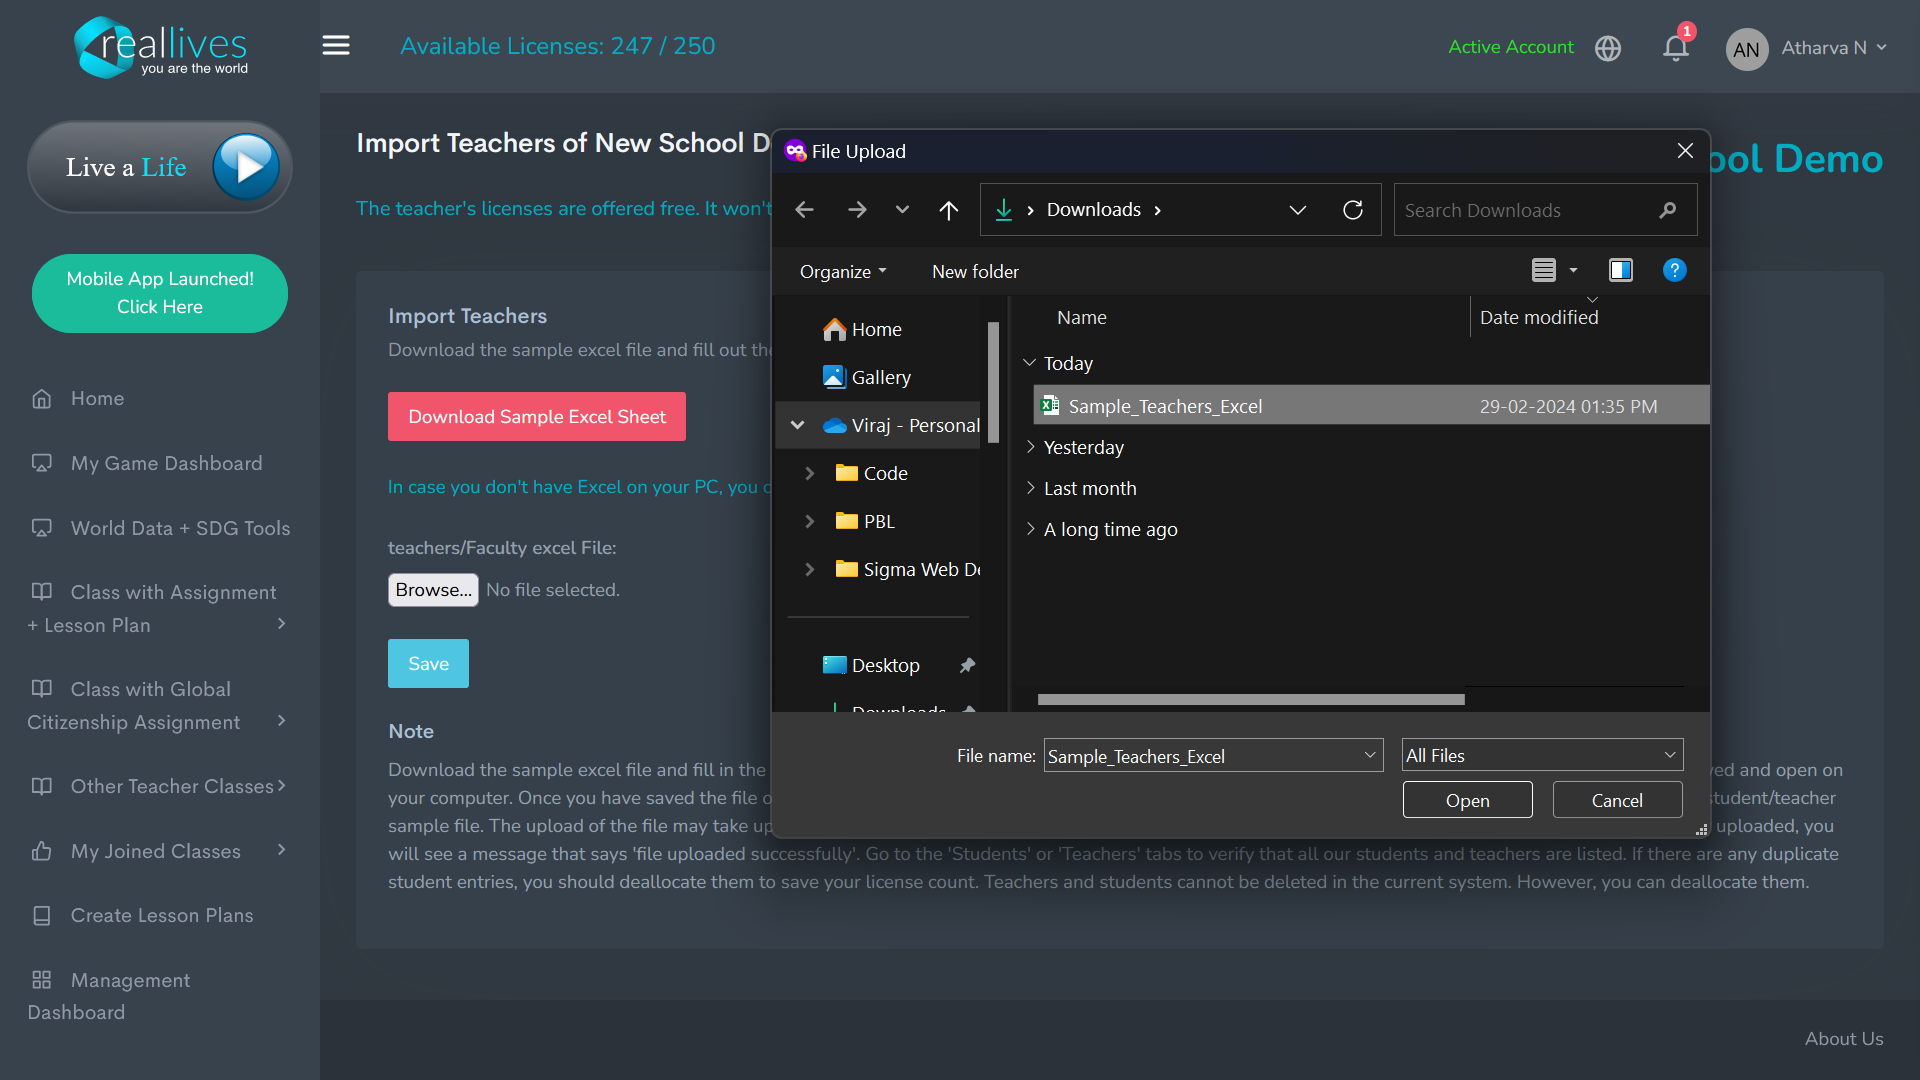 reallives
you are the world
Available Licenses: 247 / 250
Active Account
1
AN
Atharva N
Live a Life
Mobile App Launched!
Click Here
Home
My Game Dashboard
World Data + SDG Tools
Class with Assignment
+ Lesson Plan
Class with Global
Citizenship Assignment
Other Teacher Classes
My Joined Classes
Create Lesson Plans
Management
Dashboard
Import Teachers of New School D
ool Demo
The teacher's licenses are offered free. It won't
Import Teachers
Download the sample excel file and fill out the
Download Sample Excel Sheet
In case you don't have Excel on your PC, you c
teachers/Faculty excel File:
Browse... No file selected.
Save
Note
Download the sample excel file and fill in the
ved and open on
your computer. Once you have saved the file o
student/teacher
sample file. The upload of the file may take up
uploaded, you
will see a message that says 'file uploaded successfully'. Go to the 'Students' or 'Teachers' tabs to verify that all our students and teachers are listed. If there are any duplicate
student entries, you should deallocate them to save your license count. Teachers and students cannot be deleted in the current system. However, you can deallocate them.
About Us
File Upload
Downloads
Search Downloads
Organize
New folder
?
Home
Gallery
Viraj - Personal
Code
PBL
Sigma Web De
Desktop
Downloads
Name
Date modified
Today
Sample_Teachers_Excel
29-02-2024 01:35 PM
Yesterday
Last month
A long time ago
File name: Sample_Teachers_Excel
All Files
Open
Cancel